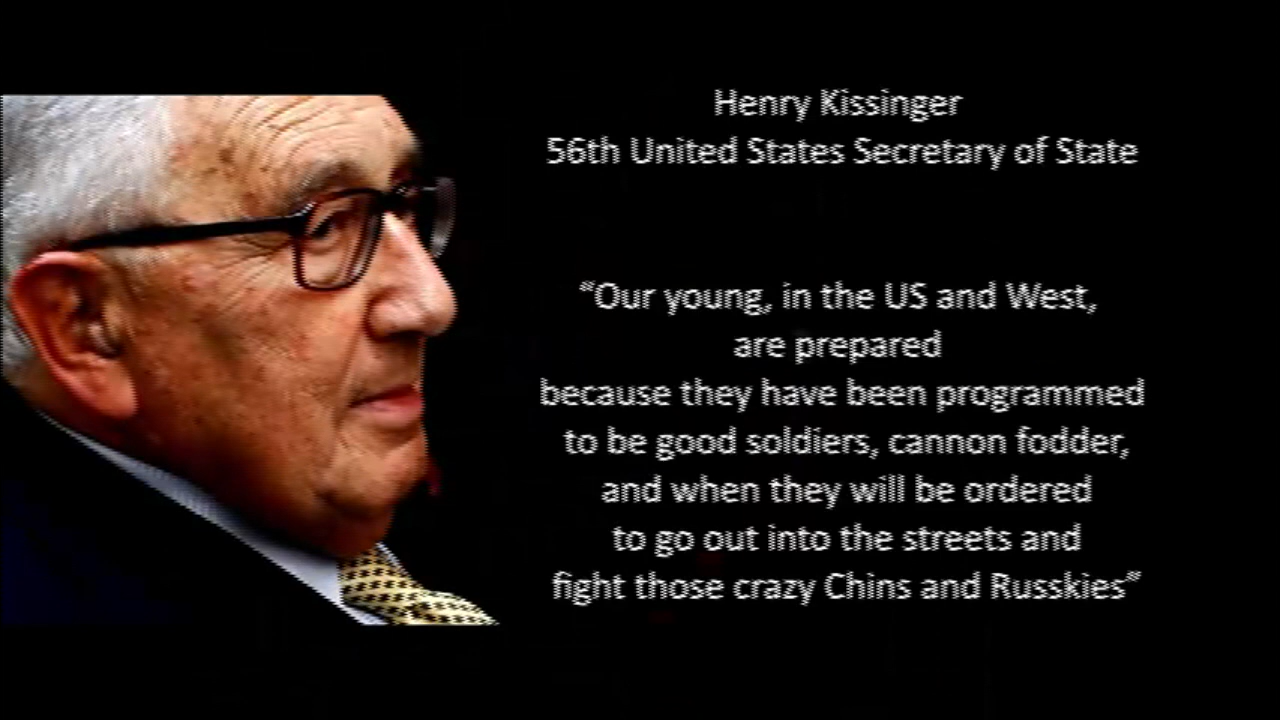 Henry Kissinger
56th United States Secretary of State
“Our young, in the US and West,
are prepared
because they have been programmed
to be good soldiers, cannon fodder,
and when they will be ordered
to go out into the streets and
fight those crazy Chins and Russkies”